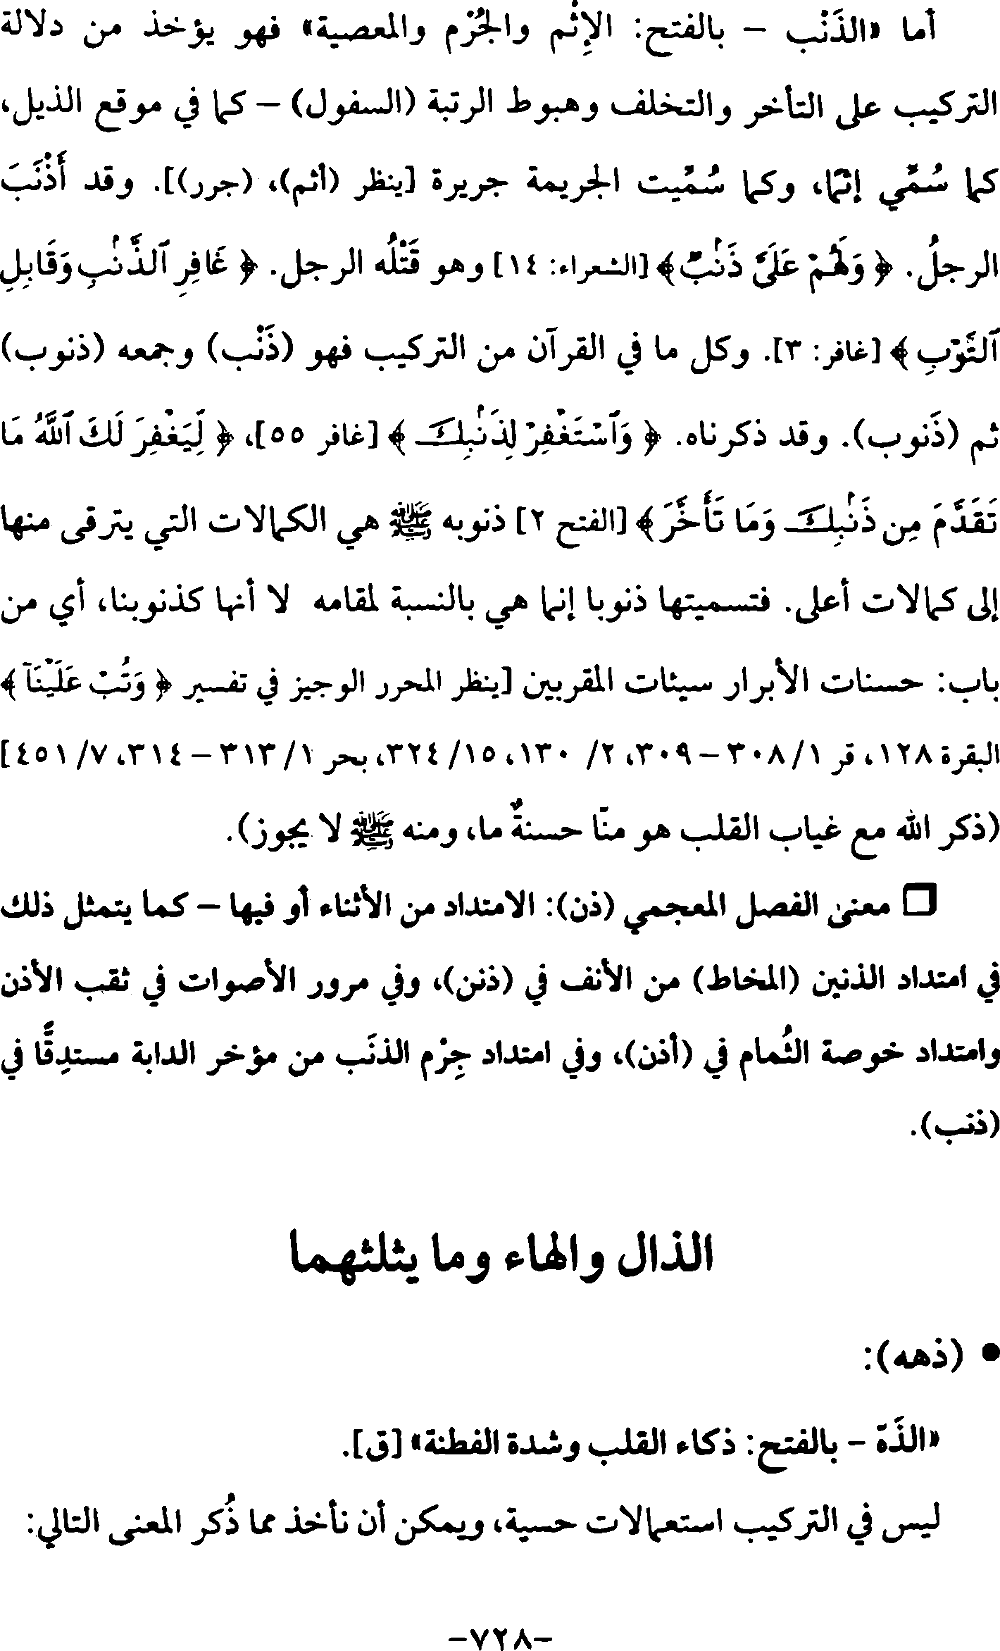 أما «الذَنْب – بالفتح: الإِثْم والجُرْم والمعصية» فهو يؤخذ من دلالة
التركيب على التأخر والتخلف وهبوط الرتبة (السفول) – كما في موقع الذيل،
كما سُمِّي إثمًا، وكما سُمِّيت الجريمة جريرة [ينظر (أثم)، (جرر)]. وقد أَذْنَبَ
الرجلُ. ﴿ وَلَهُمْ عَلَىَّ ذَنۢبٌ﴾ [الشعراء: ١٤] وهو قَتْلُه الرجل. ﴿ غَافِرِ ٱلذَّنۢبِ وَقَابِلِ
ٱلتَّوْبِ ﴾ [غافر: ٣]. وكل ما في القرآن من التركيب فهو (ذَنْب) وجمعه (ذنوب)
ثم (ذَنوب). وقد ذكرناه. ﴿ وَٱسْتَغْفِرْ لِذَنۢبِكَ ﴾ [غافر ٥٥]، ﴿ لِّيَغْفِرَ لَكَ ٱللَّهُ مَا
تَقَدَّمَ مِن ذَنۢبِكَ وَمَا تَأَخَّرَ ﴾ [الفتح ٢] ذنوبه ﷺ هي الكمالات التي يترقى منها
إلى كمالات أعلى. فتسميتها ذنوبا إنما هي بالنسبة لمقامه لا أنها كذنوبنا، أي من
باب: حسنات الأبرار سيئات المقربين [ينظر المحرر الوجيز في تفسير ﴿ وَتُبْ عَلَيْنَآ ﴾
البقرة ١٢٨، قر ١/ ٣٠٨ – ٣٠٩، ٢/ ١٣٠، ١٥/ ٣٢٤، بحر ١/ ٣١٣ – ٣١٤، ٧/ ٤٥١]
(ذكر الله مع غياب القلب هو منّا حسنةٌ ما، ومنه ﷺ لا يجوز).
❒ معنى الفصل المعجمي (ذن): الامتداد من الأثناء أو فيها – كما يتمثل ذلك
في امتداد الذنين (المخاط) من الأنف في (ذنن)، وفي مرور الأصوات في ثقب الأذن
وامتداد خوصة الثُمام في (أذن)، وفي امتداد جِرْم الذنَب من مؤخر الدابة مستدِقًّا في
(ذنب).
الذال والهاء وما يثلثهما
• (ذهه):
«الذَهّ – بالفتح: ذكاء القلب وشدة الفطنة» [ق].
ليس في التركيب استعمالات حسية، ويمكن أن نأخذ مما ذُكر المعنى التالي:
–٧٢٨–